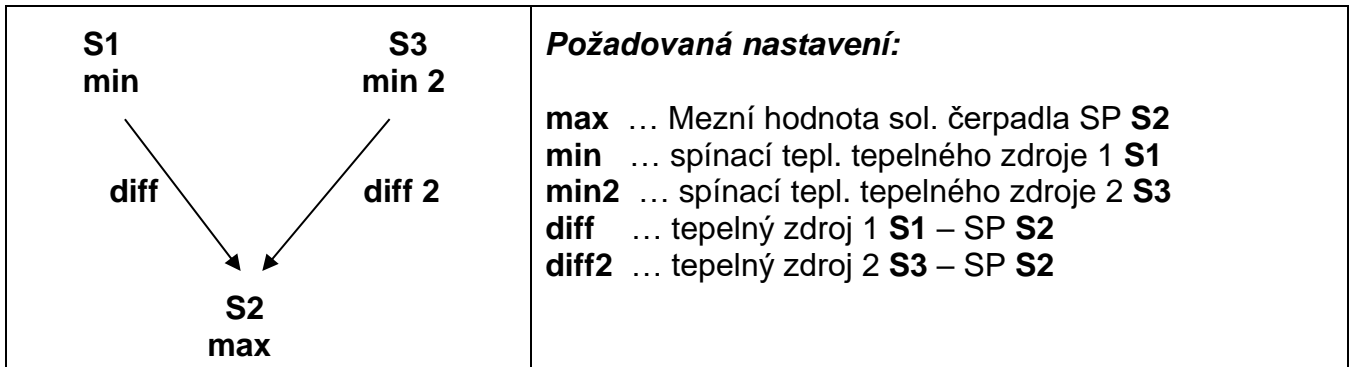 S1 S3
min min 2
diff diff 2
S2
max
Požadovaná nastavení:
max … Mezní hodnota sol. čerpadla SP S2
min … spínací tepl. tepelného zdroje 1 S1
min2 … spínací tepl. tepelného zdroje 2 S3
diff … tepelný zdroj 1 S1 – SP S2
diff2 … tepelný zdroj 2 S3 – SP S2